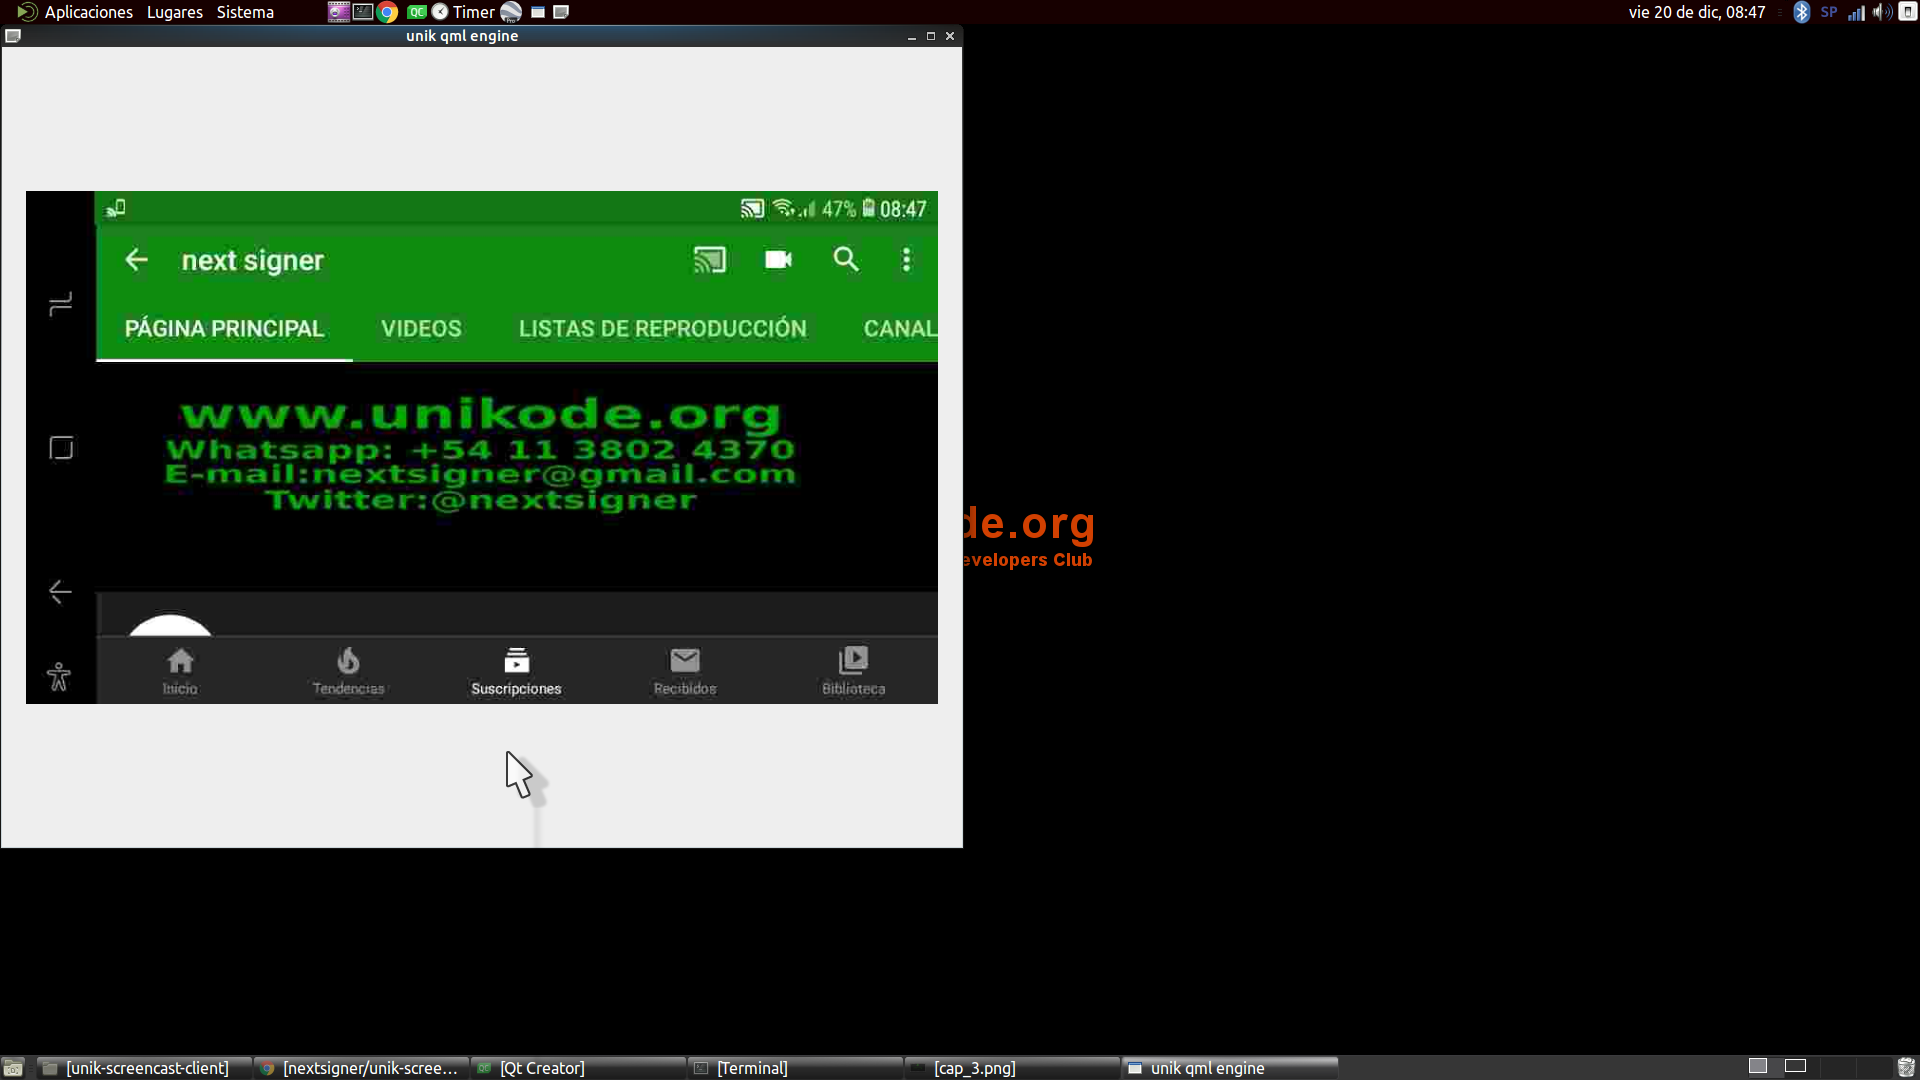 Aplicaciones Lugares Sistema QC Timer vie 20 de dic, 08:47 SP
unik qml engine
47% 08:47
next signer
PÁGINA PRINCIPAL VIDEOS LISTAS DE REPRODUCCIÓN CANAL
www.unikode.org
Whatsapp: +54 11 3802 4370
E-mail:nextsigner@gmail.com
Twitter:@nextsigner
de.org
evelopers Club
Inicio Tendencias Suscripciones Recibidos Biblioteca
[unik-screencast-client] [nextsigner/unik-scree... [Qt Creator] [Terminal] [cap_3.png] unik qml engine